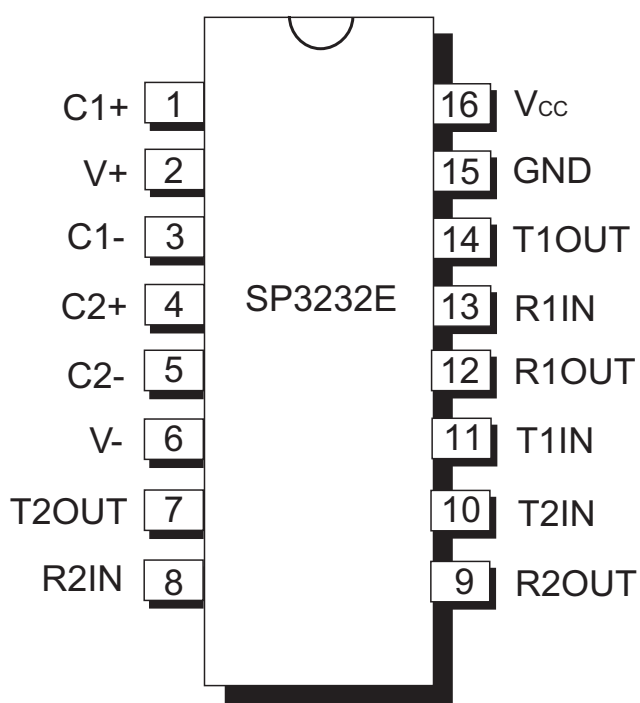 C1+ 1 16 Vcc
V+ 2 15 GND
C1- 3 14 T1OUT
C2+ 4 SP3232E 13 R1IN
C2- 5 12 R1OUT
V- 6 11 T1IN
T2OUT 7 10 T2IN
R2IN 8 9 R2OUT